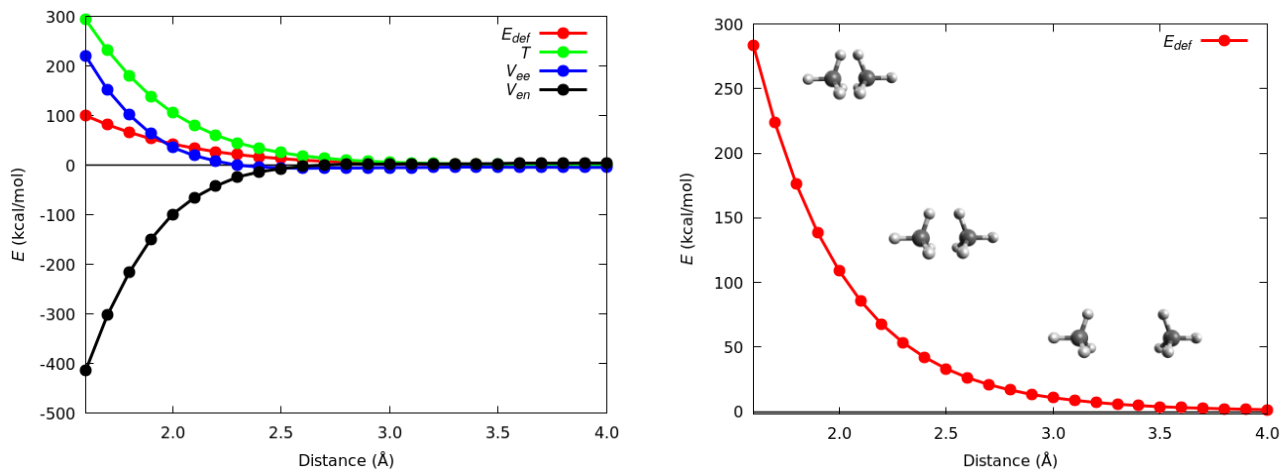 300
200
100
0
-100
-200
-300
-400
-500
E (kcal/mol)
E_def
T
V_ee
V_en
2.0 2.5 3.0 3.5 4.0
Distance (Å)
300
250
200
150
100
50
0
E (kcal/mol)
E_def
2.0 2.5 3.0 3.5 4.0
Distance (Å)